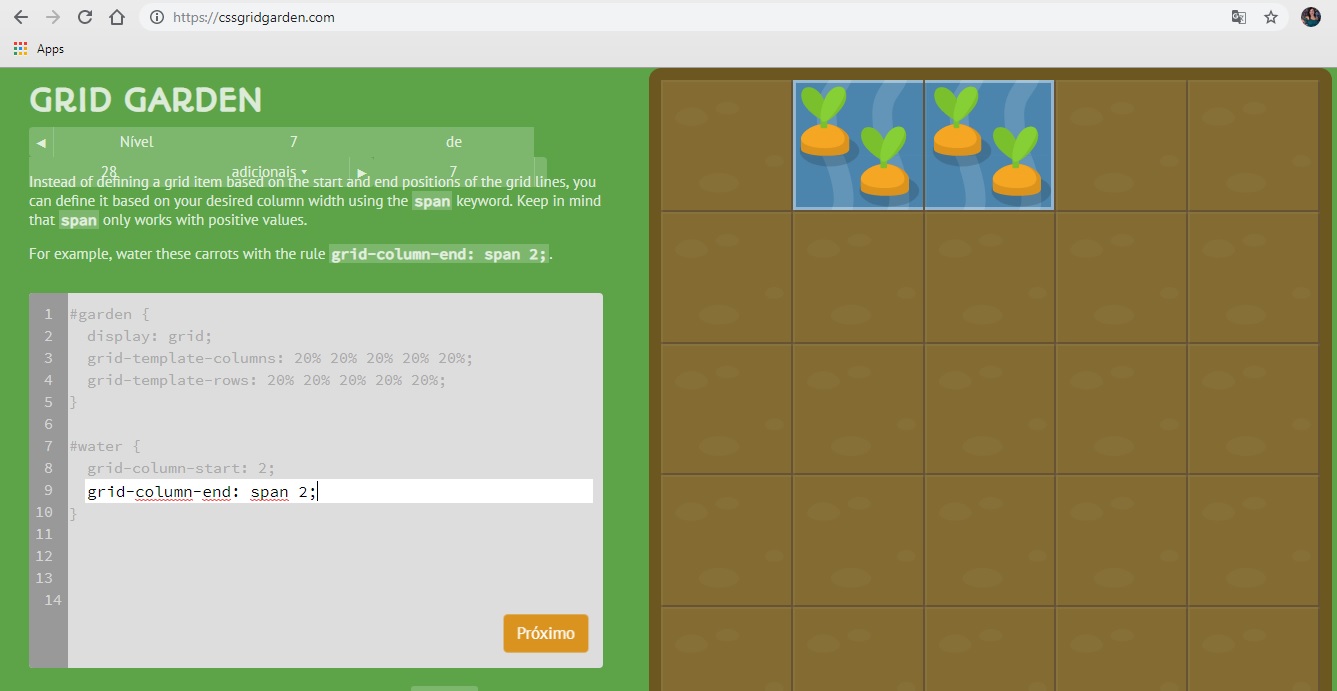 https://cssgridgarden.com
Apps
GRID GARDEN
◀ Nível 7 de
28 adicionais ▾ ▶ 7
Instead of defining a grid item based on the start and end positions of the grid lines, you
can define it based on your desired column width using the span keyword. Keep in mind
that span only works with positive values.
For example, water these carrots with the rule grid-column-end: span 2;.
1 #garden {
2 display: grid;
3 grid-template-columns: 20% 20% 20% 20% 20%;
4 grid-template-rows: 20% 20% 20% 20% 20%;
5 }
6
7 #water {
8 grid-column-start: 2;
9 grid-column-end: span 2;
10 }
11
12
13
14
Próximo